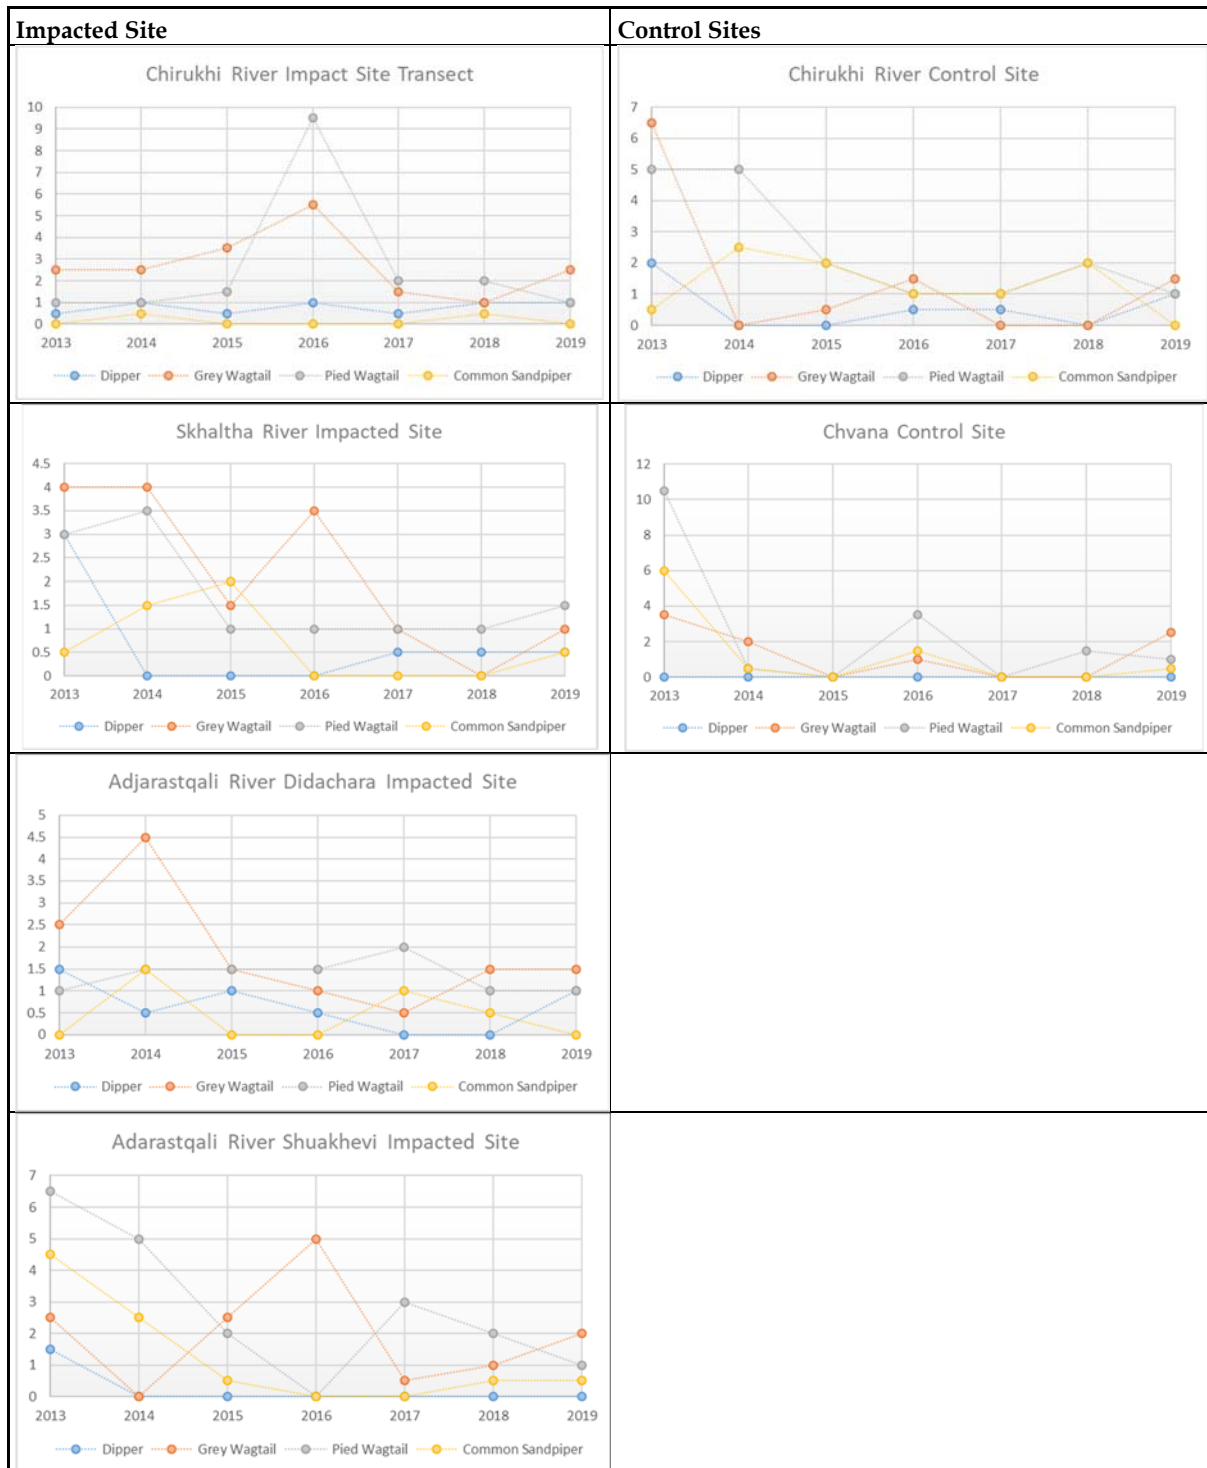 Impacted Site
Control Sites
Chirukhi River Impact Site Transect
10
9
8
7
6
5
4
3
2
1
0
2013 2014 2015 2016 2017 2018 2019
Dipper Grey Wagtail Pied Wagtail Common Sandpiper
Chirukhi River Control Site
7
6
5
4
3
2
1
0
2013 2014 2015 2016 2017 2018 2019
Dipper Grey Wagtail Pied Wagtail Common Sandpiper
Skhaltha River Impacted Site
4.5
4
3.5
3
2.5
2
1.5
1
0.5
0
2013 2014 2015 2016 2017 2018 2019
Dipper Grey Wagtail Pied Wagtail Common Sandpiper
Chvana Control Site
12
10
8
6
4
2
0
2013 2014 2015 2016 2017 2018 2019
Dipper Grey Wagtail Pied Wagtail Common Sandpiper
Adjarastqali River Didachara Impacted Site
5
4.5
4
3.5
3
2.5
2
1.5
1
0.5
0
2013 2014 2015 2016 2017 2018 2019
Dipper Grey Wagtail Pied Wagtail Common Sandpiper
Adarastqali River Shuakhevi Impacted Site
7
6
5
4
3
2
1
0
2013 2014 2015 2016 2017 2018 2019
Dipper Grey Wagtail Pied Wagtail Common Sandpiper